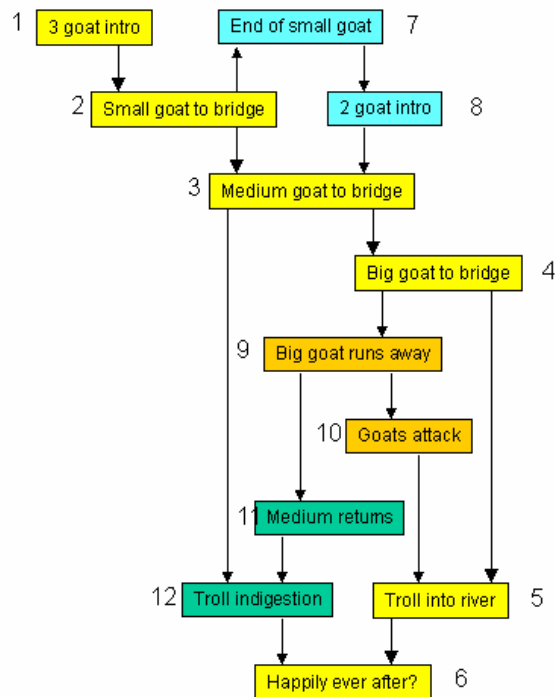 1 3 goat intro End of small goat 7
2 Small goat to bridge 2 goat intro 8
3 Medium goat to bridge
Big goat to bridge 4
9 Big goat runs away
10 Goats attack
11 Medium returns
12 Troll indigestion Troll into river 5
Happily ever after? 6